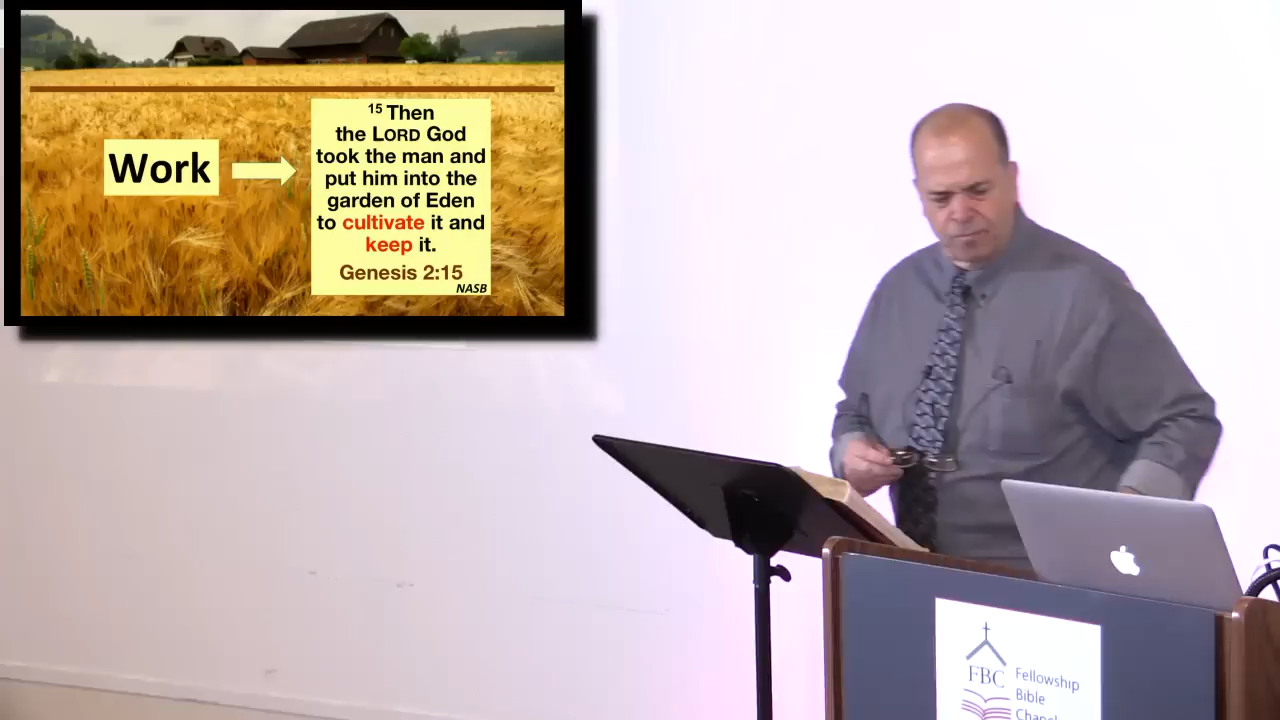 Work
15 Then
the LORD God
took the man and
put him into the
garden of Eden
to cultivate it and
keep it.
Genesis 2:15
NASB
FBC
Fellowship
Bible
Chapel